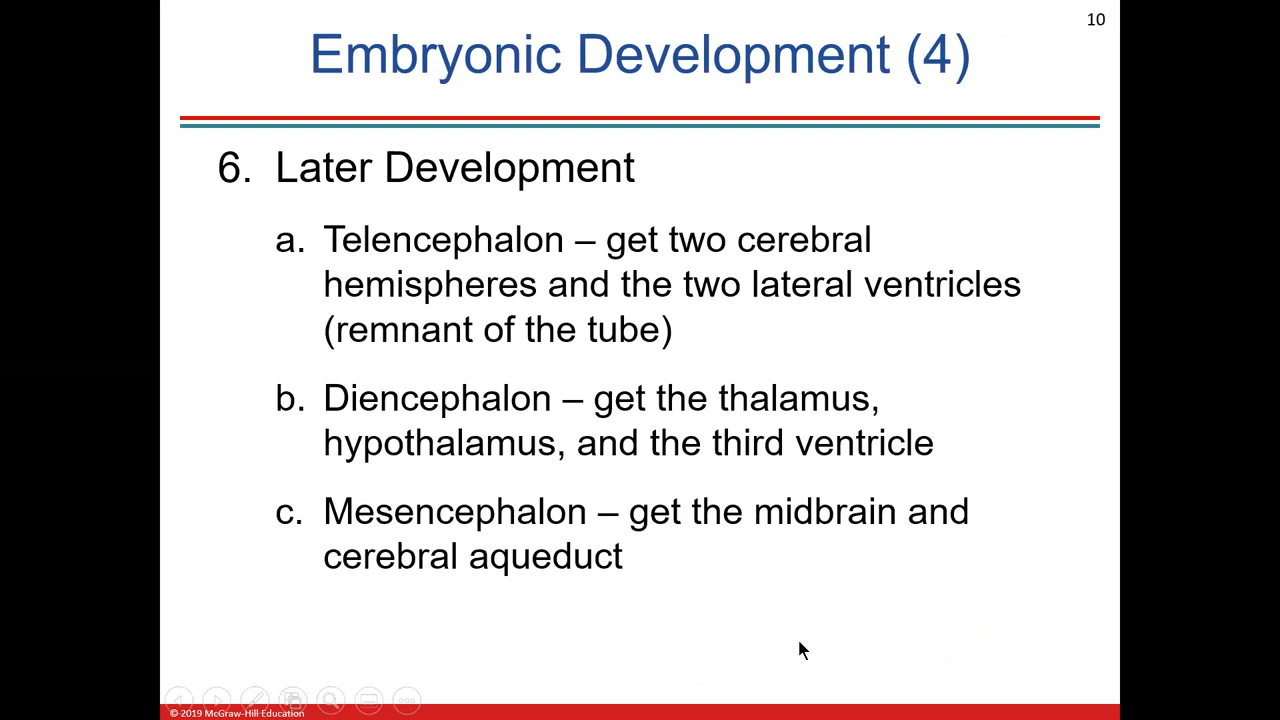 10
Embryonic Development (4)
6. Later Development
a. Telencephalon – get two cerebral
hemispheres and the two lateral ventricles
(remnant of the tube)
b. Diencephalon – get the thalamus,
hypothalamus, and the third ventricle
c. Mesencephalon – get the midbrain and
cerebral aqueduct
© 2019 McGraw-Hill Education